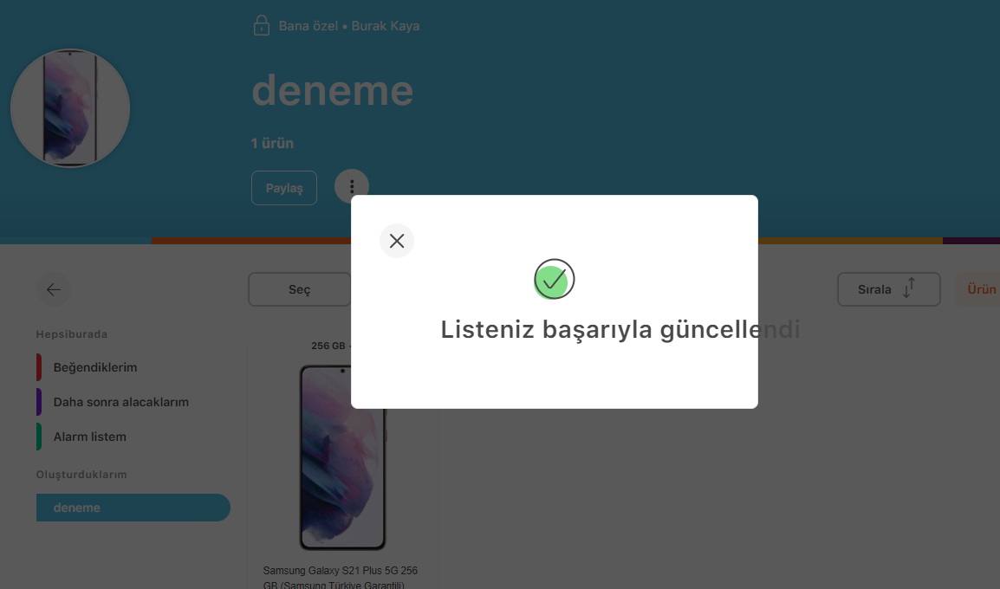 Bana özel • Burak Kaya
deneme
1 ürün
Paylaş
Seç
Sırala
Ürün
Hepsiburada
Beğendiklerim
Daha sonra alacaklarım
Alarm listem
Oluşturduklarım
deneme
Listeniz başarıyla güncellendi
256 GB
Samsung Galaxy S21 Plus 5G 256
GB (Samsung Türkiye Garantili)